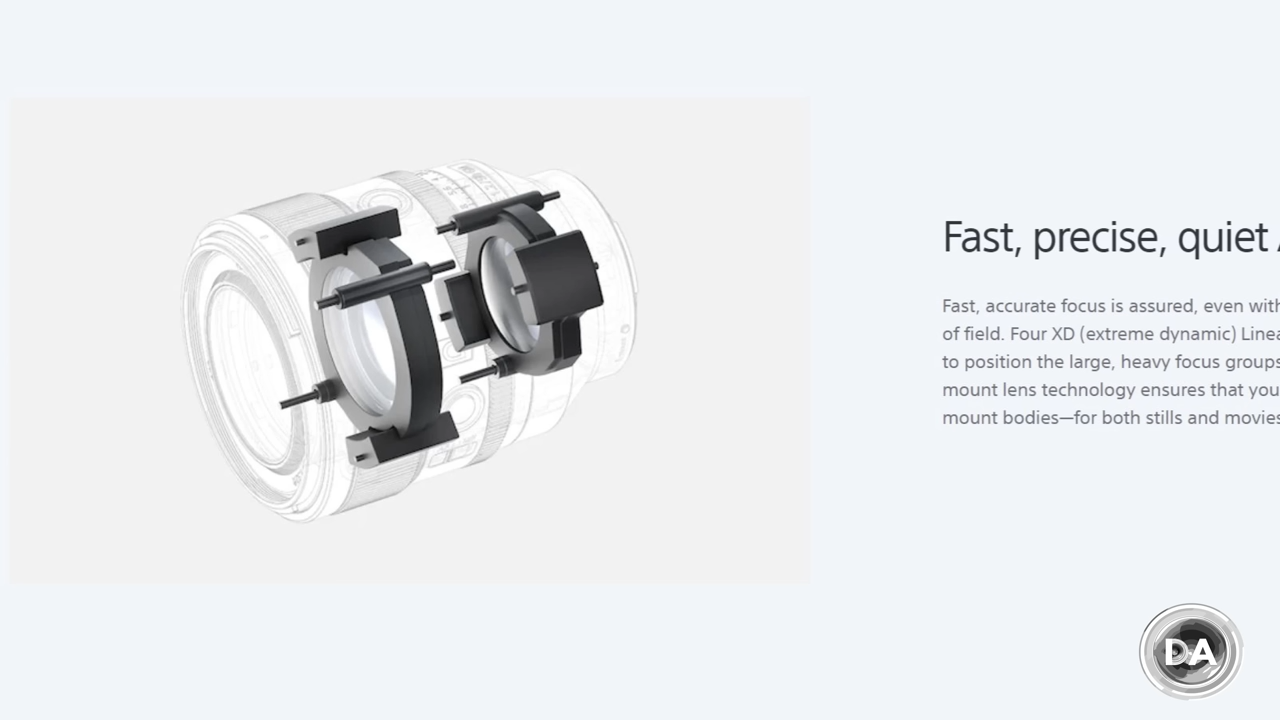 Fast, precise, quiet
Fast, accurate focus is assured, even with
of field. Four XD (extreme dynamic) Linea
to position the large, heavy focus groups
mount lens technology ensures that you
mount bodies—for both stills and movies
DA